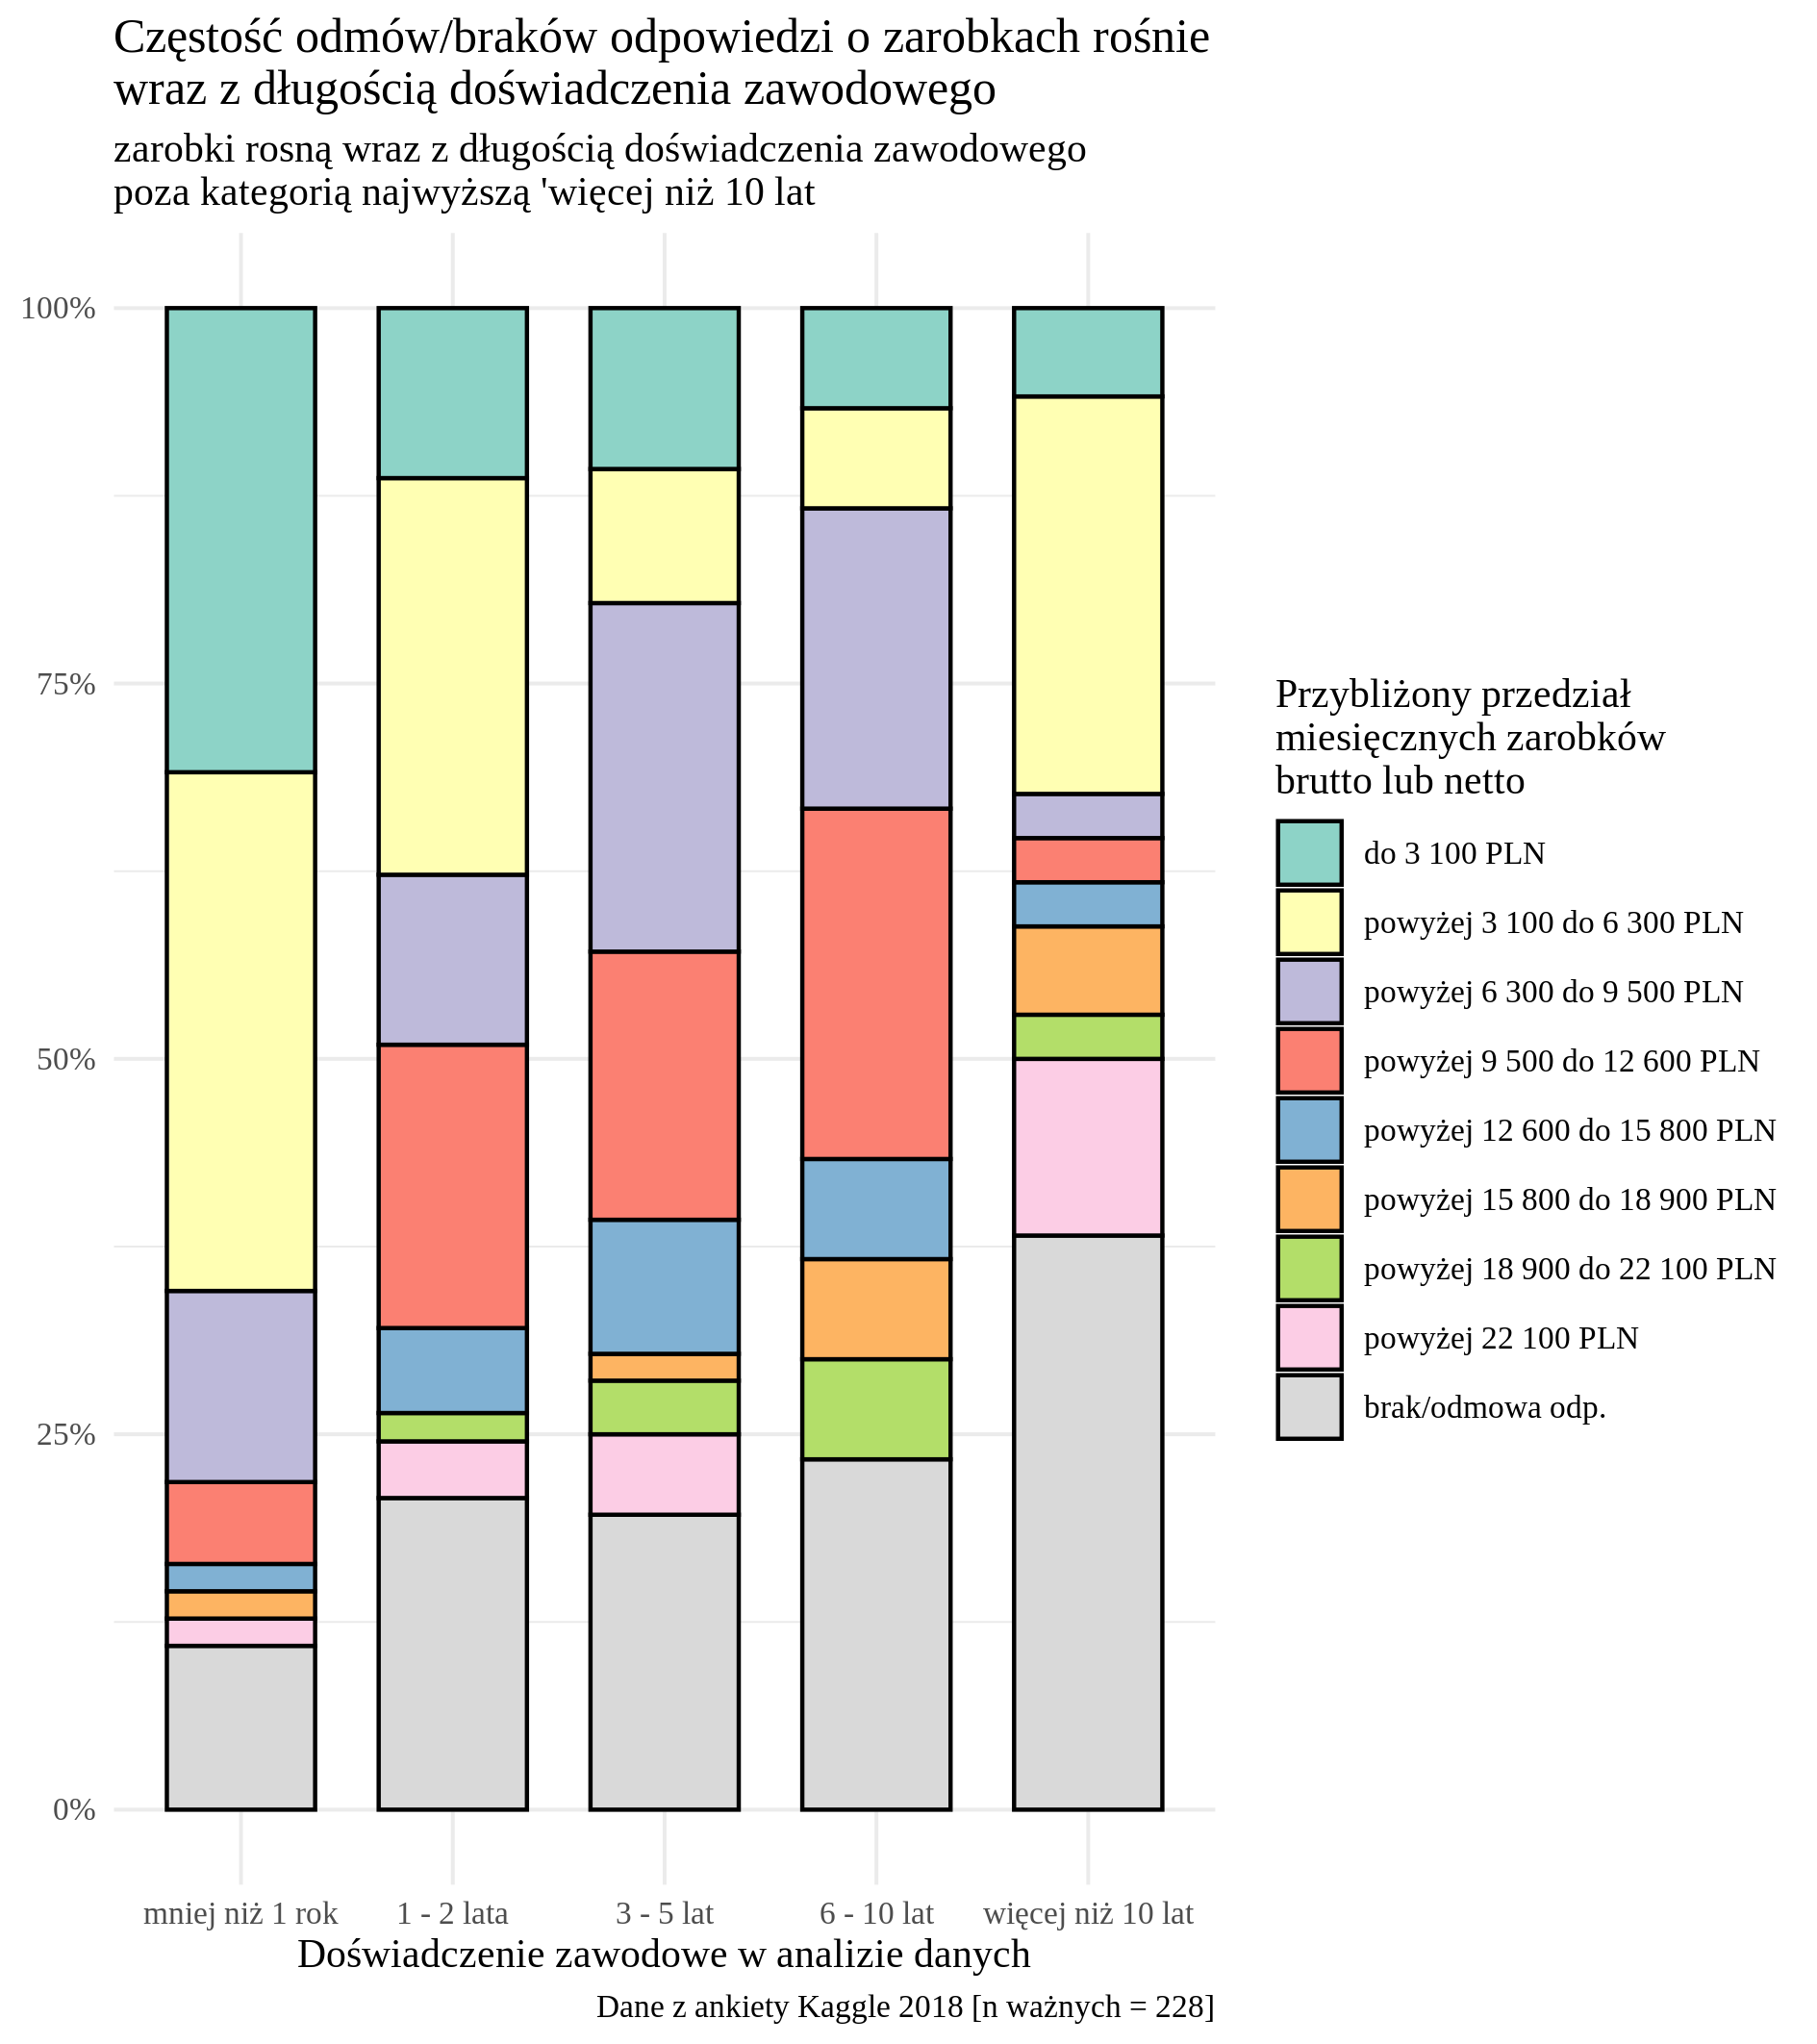 Częstość odmów/braków odpowiedzi o zarobkach rośnie
wraz z długością doświadczenia zawodowego
zarobki rosną wraz z długością doświadczenia zawodowego
poza kategorią najwyższą 'więcej niż 10 lat
100%
75%
50%
25%
0%
mniej niż 1 rok
1 - 2 lata
3 - 5 lat
6 - 10 lat
więcej niż 10 lat
Doświadczenie zawodowe w analizie danych
Dane z ankiety Kaggle 2018 [n ważnych = 228]
Przybliżony przedział
miesięcznych zarobków
brutto lub netto
do 3 100 PLN
powyżej 3 100 do 6 300 PLN
powyżej 6 300 do 9 500 PLN
powyżej 9 500 do 12 600 PLN
powyżej 12 600 do 15 800 PLN
powyżej 15 800 do 18 900 PLN
powyżej 18 900 do 22 100 PLN
powyżej 22 100 PLN
brak/odmowa odp.